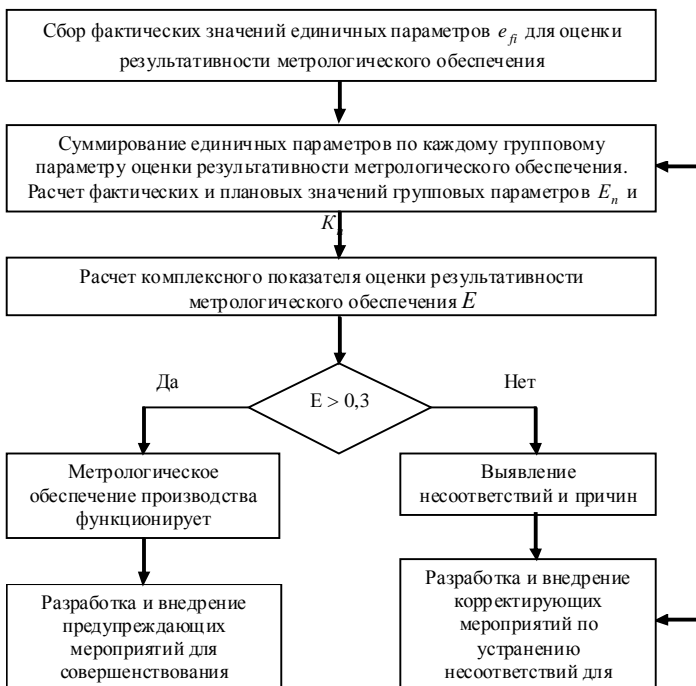 Сбор фактических значений единичных параметров e_fi для оценки
результативности метрологического обеспечения
Суммирование единичных параметров по каждому групповому
параметру оценки результативности метрологического обеспечения.
Расчет фактических и плановых значений групповых параметров E_n и
K_n
Расчет комплексного показателя оценки результативности
метрологического обеспечения E
Да
Нет
E > 0,3
Метрологическое
обеспечение производства
функционирует
Выявление
несоответствий и причин
Разработка и внедрение
предупреждающих
мероприятий для
совершенствования
Разработка и внедрение
корректирующих
мероприятий по
устранению
несоответствий для